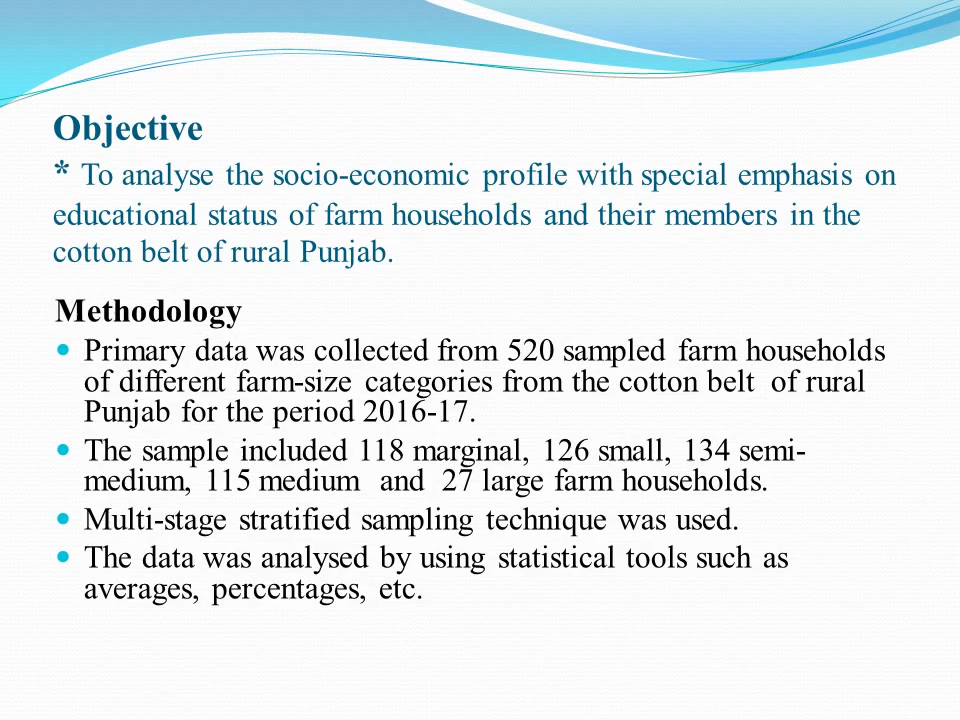 Objective
* To analyse the socio-economic profile with special emphasis on
educational status of farm households and their members in the
cotton belt of rural Punjab.
Methodology
Primary data was collected from 520 sampled farm households
of different farm-size categories from the cotton belt of rural
Punjab for the period 2016-17.
The sample included 118 marginal, 126 small, 134 semi-
medium, 115 medium and 27 large farm households.
Multi-stage stratified sampling technique was used.
The data was analysed by using statistical tools such as
averages, percentages, etc.